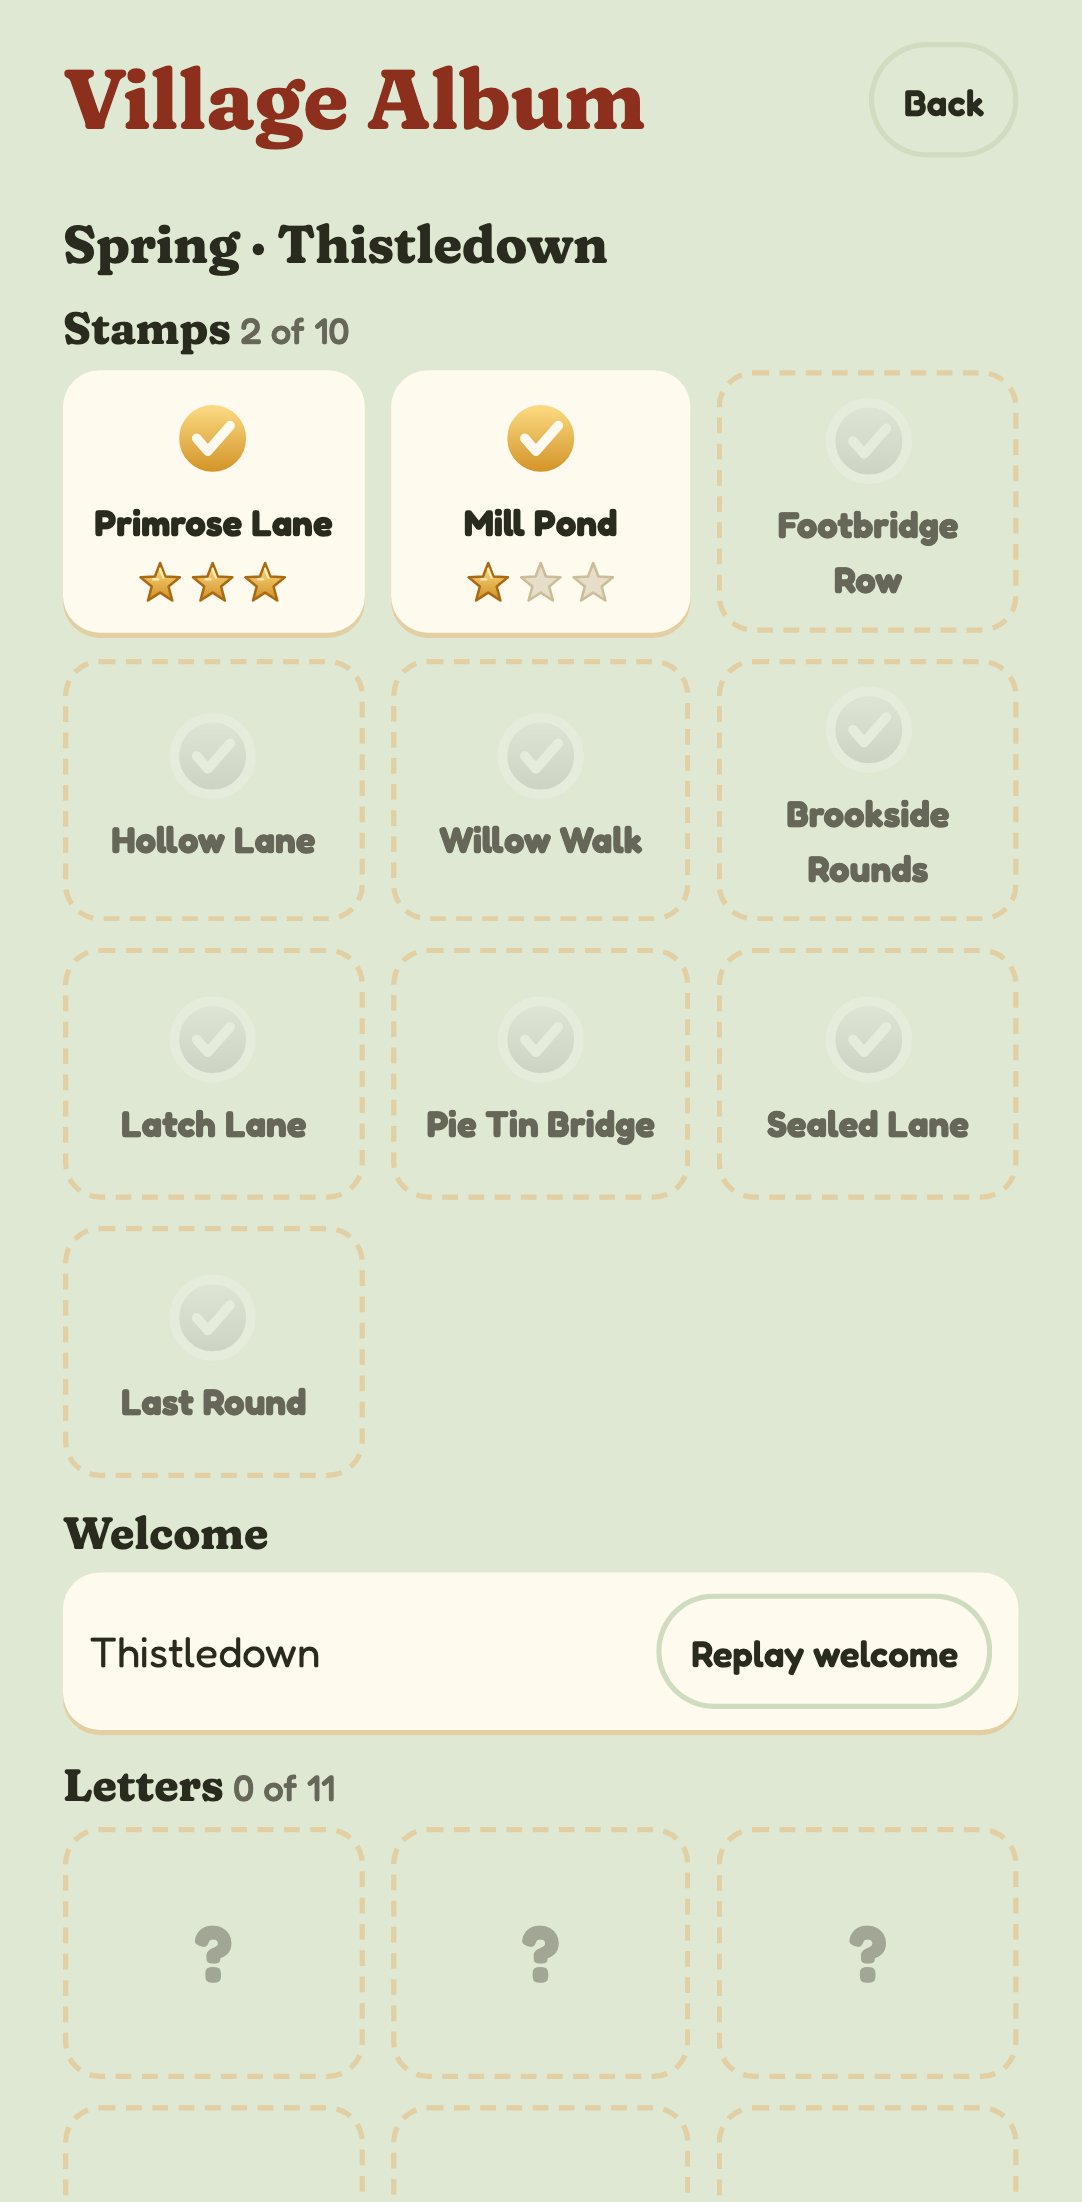 Village Album
Back
Spring · Thistledown
Stamps 2 of 10
Primrose Lane
Mill Pond
Footbridge
Row
Hollow Lane
Willow Walk
Brookside
Rounds
Latch Lane
Pie Tin Bridge
Sealed Lane
Last Round
Welcome
Thistledown
Replay welcome
Letters 0 of 11
? ? ?